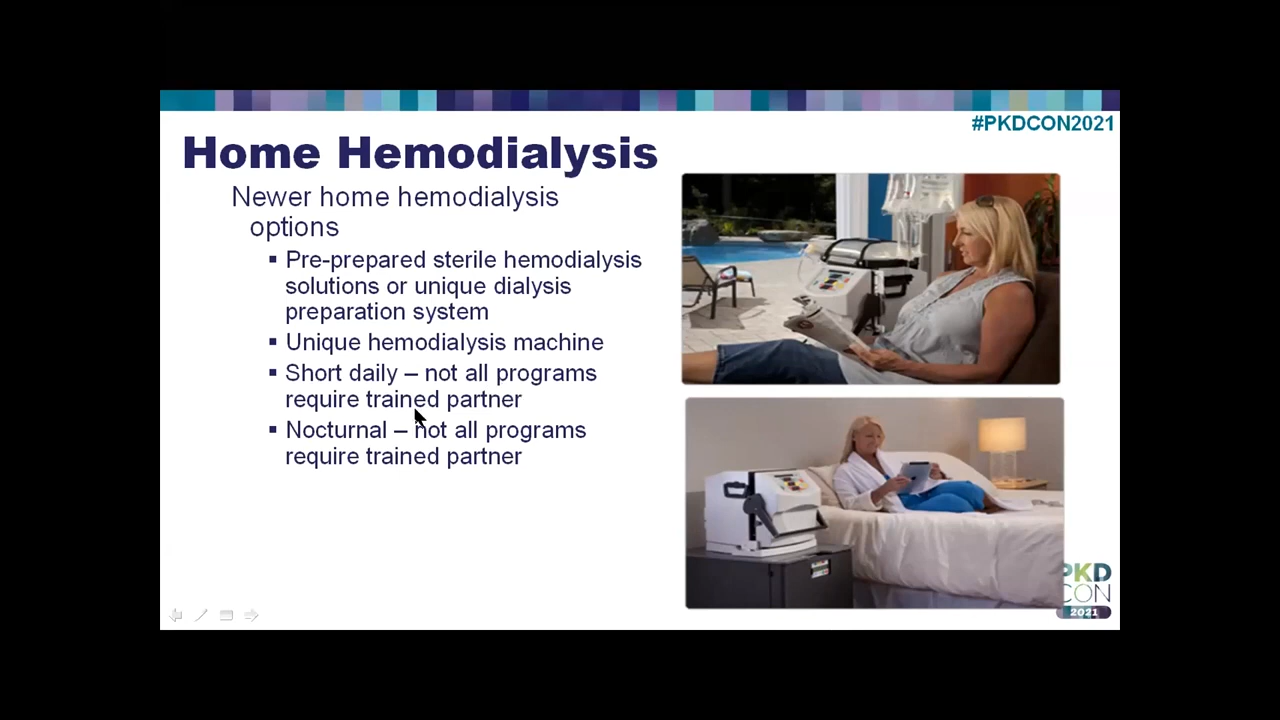 #PKDCON2021
Home Hemodialysis
Newer home hemodialysis
options
▪ Pre-prepared sterile hemodialysis
solutions or unique dialysis
preparation system
▪ Unique hemodialysis machine
▪ Short daily – not all programs
require trained partner
▪ Nocturnal – not all programs
require trained partner
PKD
CON
2021